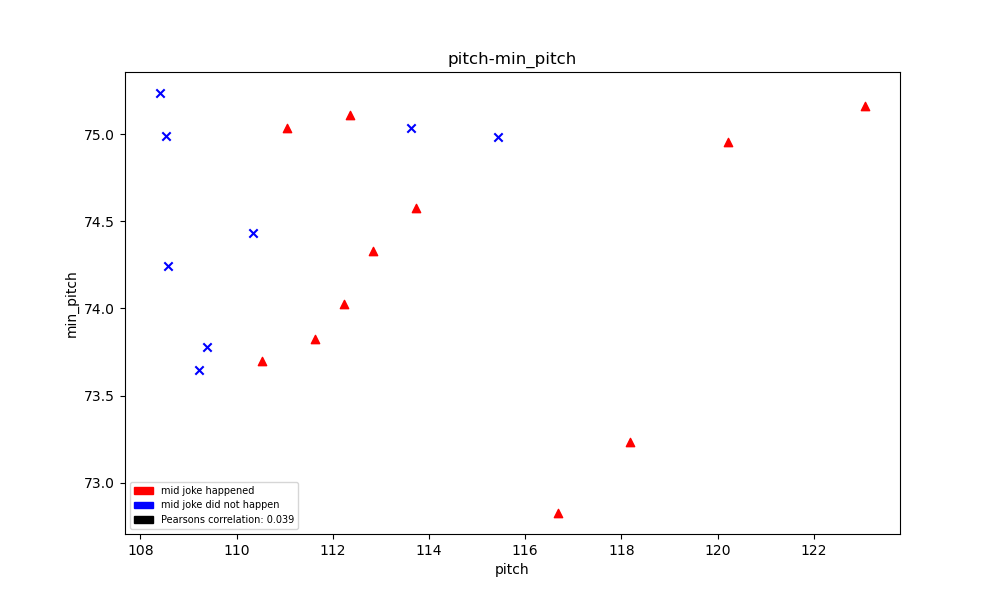 pitch-min_pitch
min_pitch
75.0
74.5
74.0
73.5
73.0
mid joke happened
mid joke did not happen
Pearsons correlation: 0.039
108 110 112 114 116 118 120 122
pitch